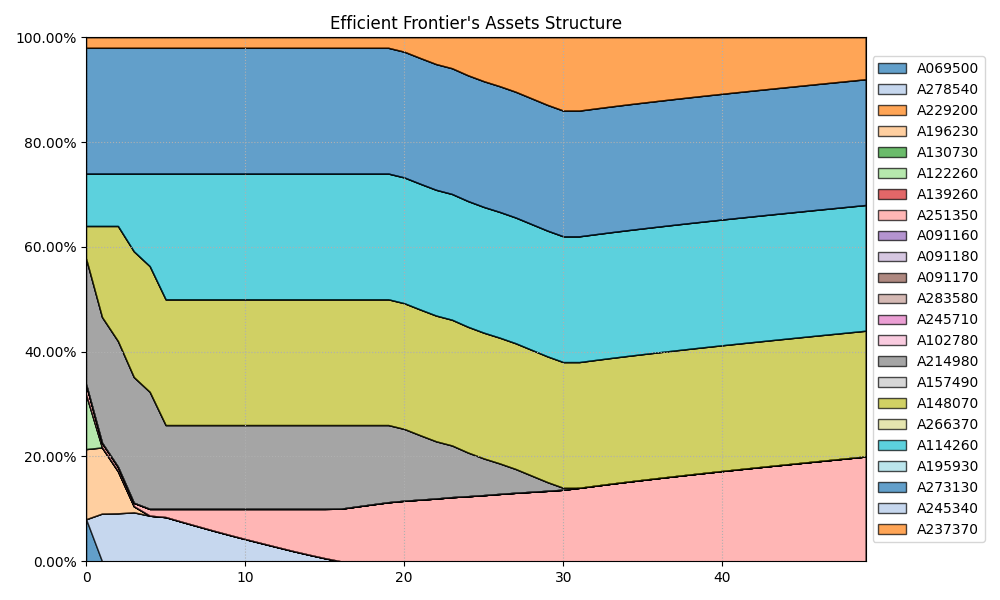 Efficient Frontier's Assets Structure
100.00%
80.00%
60.00%
40.00%
20.00%
0.00%
0
10
20
30
40
A069500
A278540
A229200
A196230
A130730
A122260
A139260
A251350
A091160
A091180
A091170
A283580
A245710
A102780
A214980
A157490
A148070
A266370
A114260
A195930
A273130
A245340
A237370